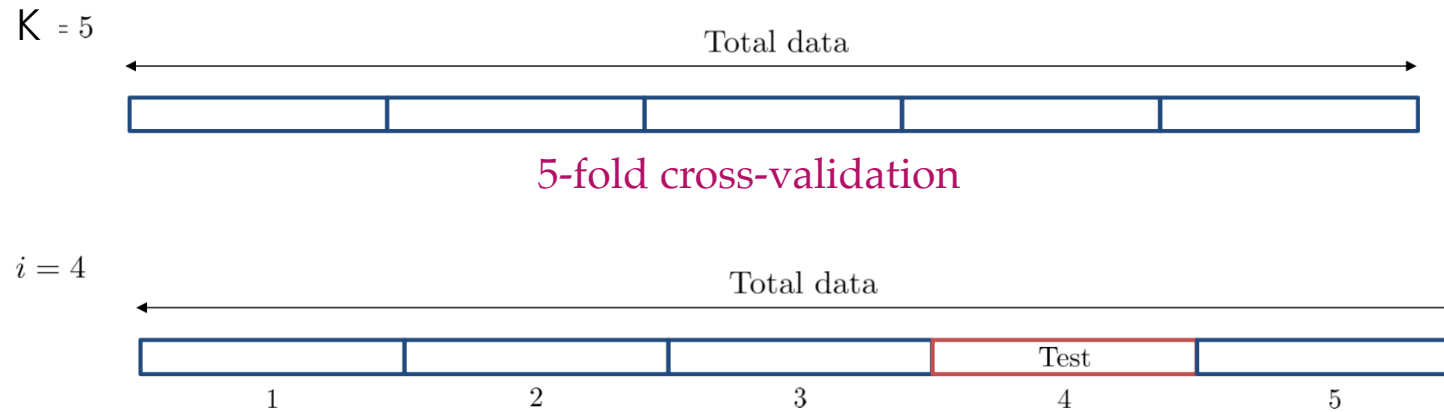 K = 5
Total data
5-fold cross-validation
i = 4
Total data
Test
1 2 3 4 5